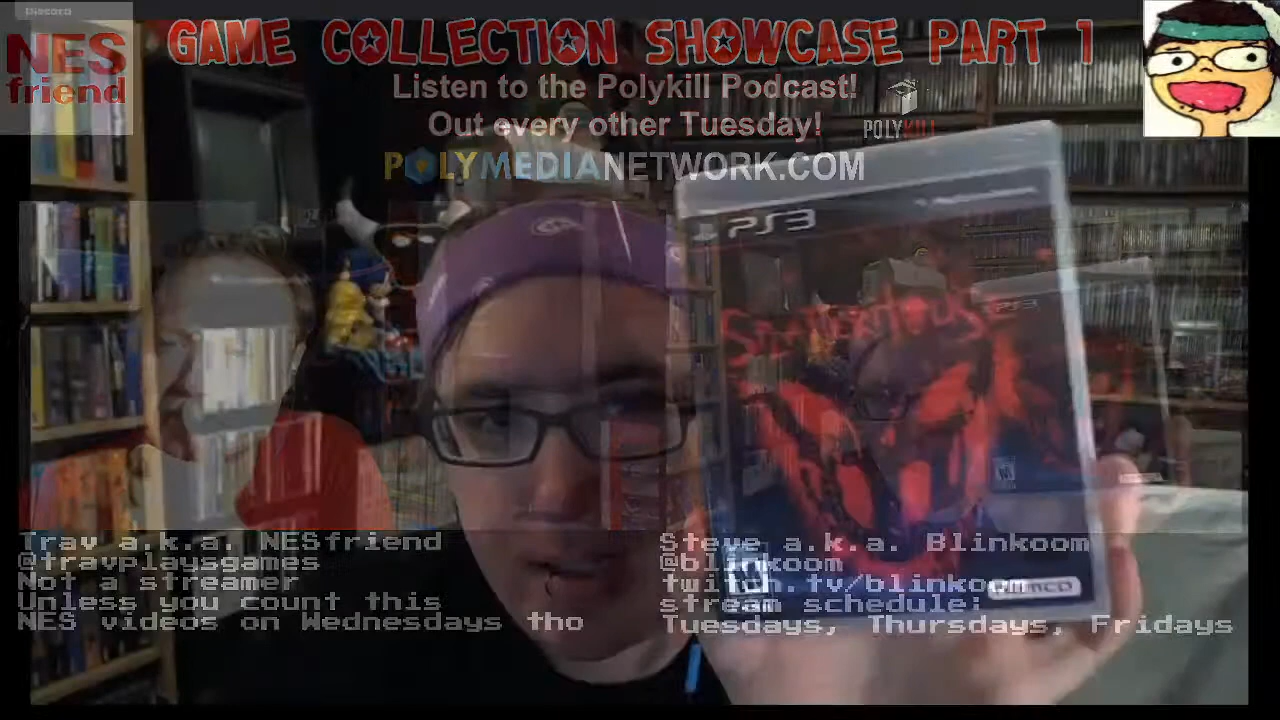 Discord
NES
friend
GAME COLLECTION SHOWCASE PART 1
Listen to the Polykill Podcast!
Out every other Tuesday!
POLYKILL
POLYMEDIANETWORK.COM
PS3
SPLATTERHOUSE
Trav a.k.a. NESfriend
@travplaysgames
Not a streamer
Unless you count this
NES videos on Wednesdays tho
Steve a.k.a. Blinkoom
@blinkoom
twitch.tv/blinkoom
stream schedule:
Tuesdays, Thursdays, Fridays